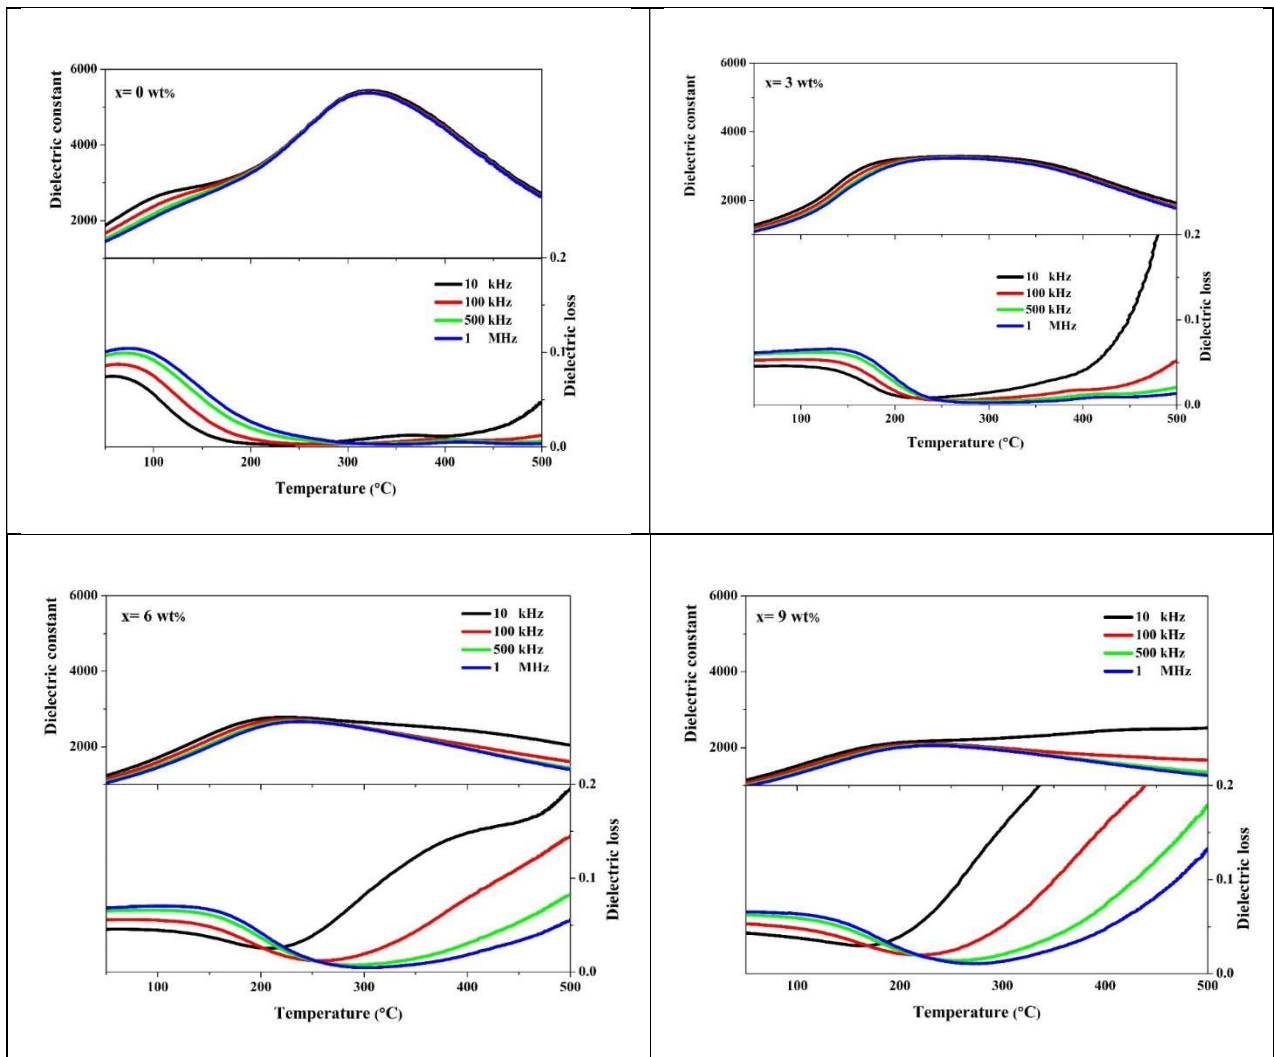 x= 0 wt%
Dielectric constant
6000
4000
2000
10 kHz
100 kHz
500 kHz
1 MHz
0.2
0.1
0.0
Dielectric loss
100 200 300 400 500
Temperature (°C)
x= 3 wt%
Dielectric constant
6000
4000
2000
10 kHz
100 kHz
500 kHz
1 MHz
0.2
0.1
0.0
Dielectric loss
100 200 300 400 500
Temperature (°C)
x= 6 wt%
Dielectric constant
6000
4000
2000
10 kHz
100 kHz
500 kHz
1 MHz
0.2
0.1
0.0
Dielectric loss
100 200 300 400 500
Temperature (°C)
x= 9 wt%
Dielectric constant
6000
4000
2000
10 kHz
100 kHz
500 kHz
1 MHz
0.2
0.1
0.0
Dielectric loss
100 200 300 400 500
Temperature (°C)